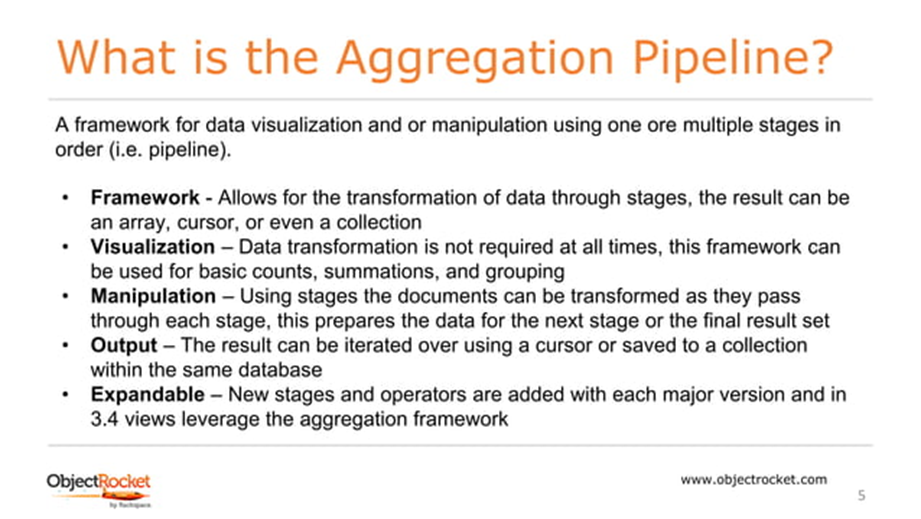 What is the Aggregation Pipeline?
A framework for data visualization and or manipulation using one ore multiple stages in
order (i.e. pipeline).
• Framework - Allows for the transformation of data through stages, the result can be
an array, cursor, or even a collection
• Visualization – Data transformation is not required at all times, this framework can
be used for basic counts, summations, and grouping
• Manipulation – Using stages the documents can be transformed as they pass
through each stage, this prepares the data for the next stage or the final result set
• Output – The result can be iterated over using a cursor or saved to a collection
within the same database
• Expandable – New stages and operators are added with each major version and in
3.4 views leverage the aggregation framework
ObjectRocket
by Rackspace
www.objectrocket.com
5